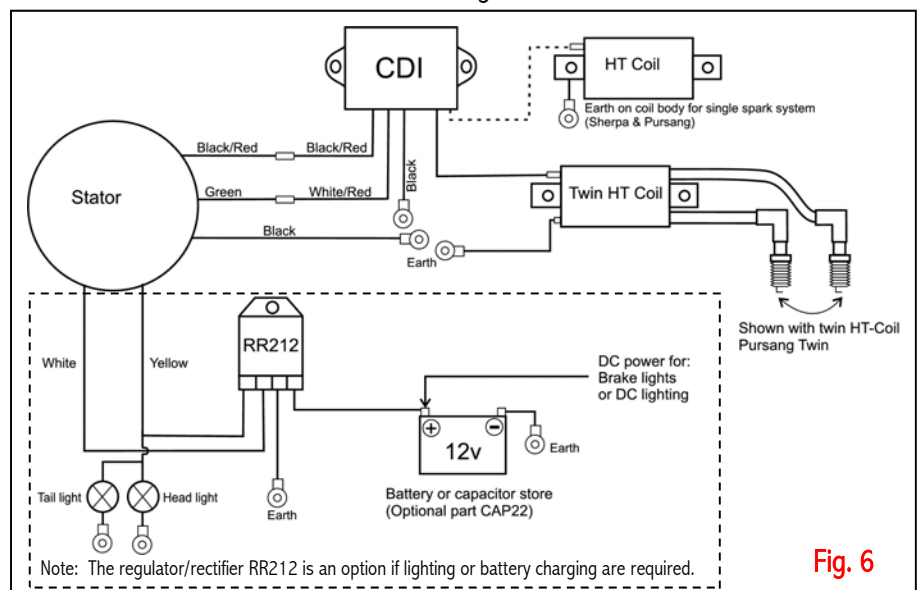 CDI
HT Coil
Earth on coil body for single spark system
(Sherpa & Pursang)
Black/Red
Black/Red
Stator
Green
White/Red
Black
Black
Twin HT Coil
Earth
Shown with twin HT-Coil
Pursang Twin
White
Yellow
RR212
DC power for:
Brake lights
or DC lighting
+
−
12v
Earth
Battery or capacitor store
(Optional part CAP22)
Tail light
Head light
Earth
Note: The regulator/rectifier RR212 is an option if lighting or battery charging are required.
Fig. 6